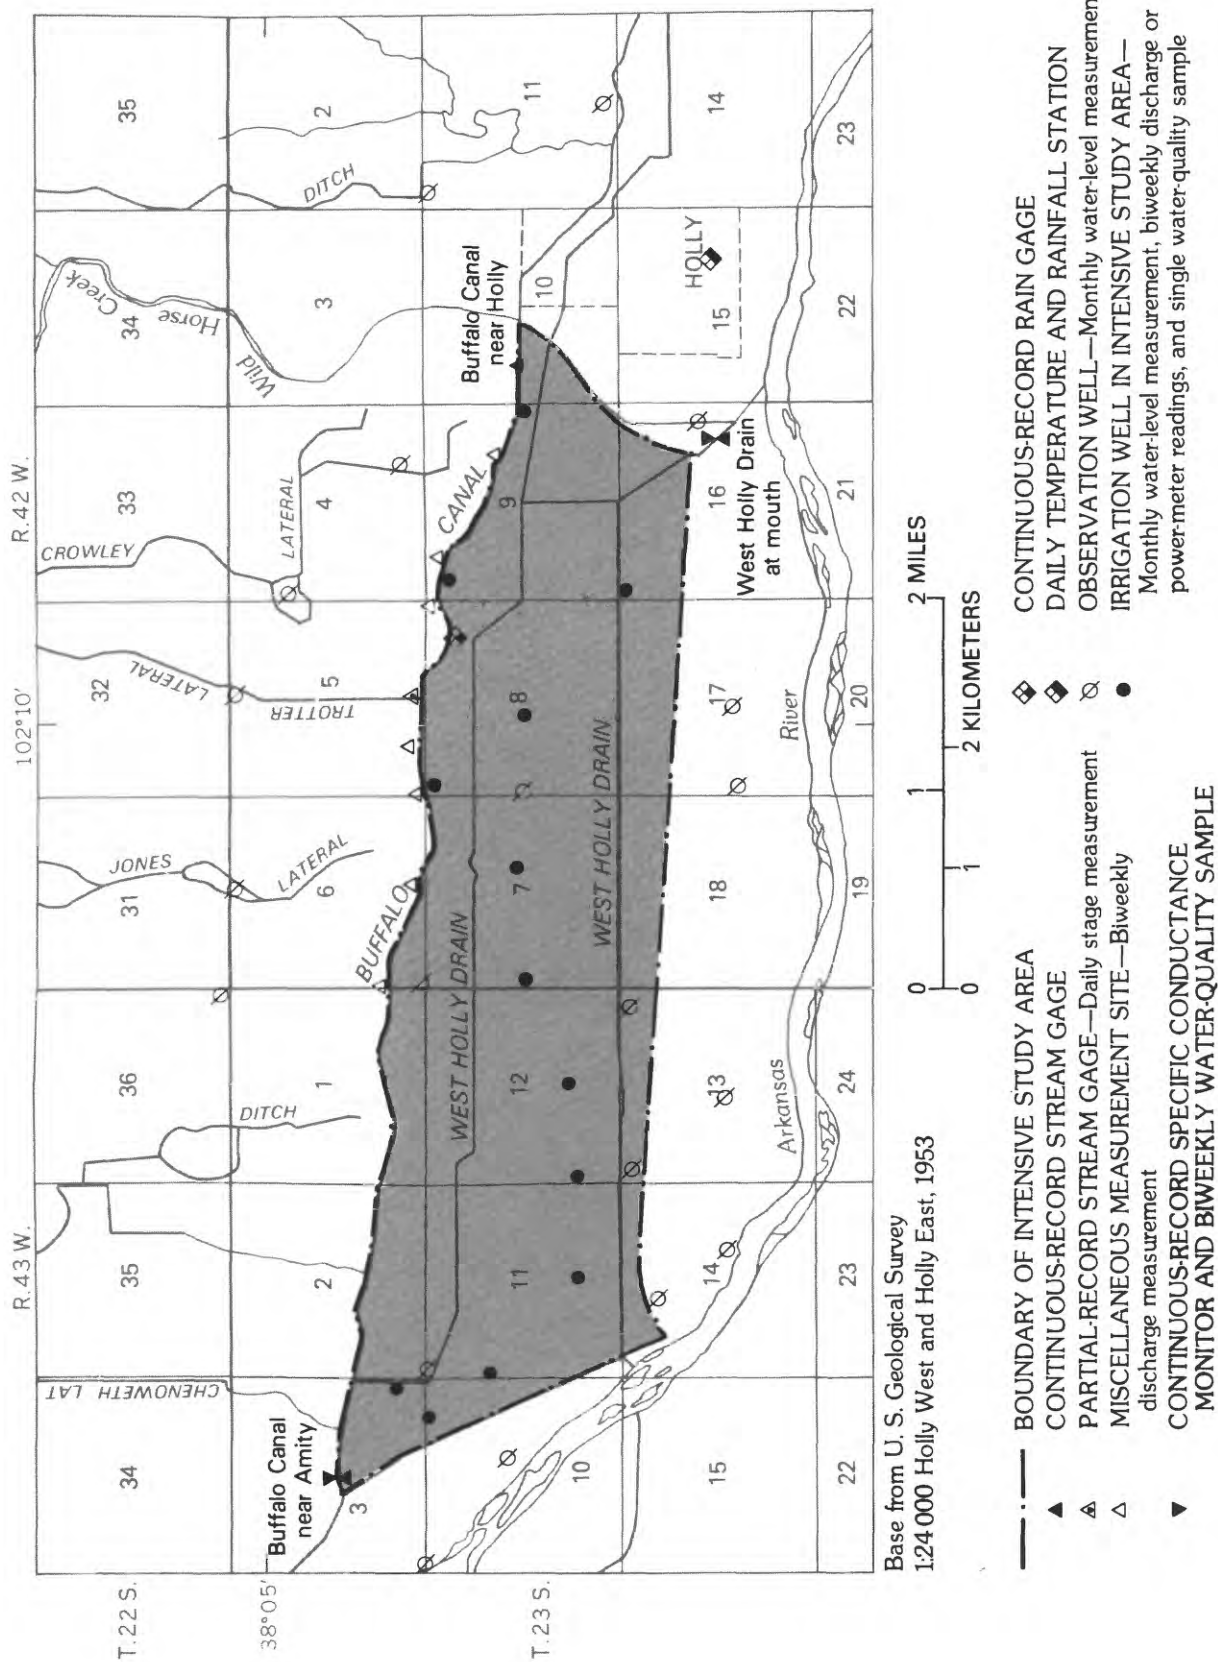 R.43 W.
102°10'
R.42 W.
T.22 S.
38°05'
T.23 S.
34
35
36
31
32
33
34
35
CHENOWETH LAT
DITCH
JONES
LATERAL
TROTTER
LATERAL
CROWLEY
LATERAL
Wild
Horse
Creek
DITCH
3
2
1
6
5
4
3
2
Buffalo Canal
near Amity
BUFFALO
CANAL
Buffalo Canal
near Holly
WEST HOLLY DRAIN
10
11
12
7
8
9
10
11
WEST HOLLY DRAIN
15
14
13
18
17
16
15
14
HOLLY
West Holly Drain
at mouth
Arkansas
River
22
23
24
19
20
21
22
23
Base from U. S. Geological Survey
1:24 000 Holly West and Holly East, 1953
0
1
2 MILES
0
1
2
2 KILOMETERS
BOUNDARY OF INTENSIVE STUDY AREA
CONTINUOUS-RECORD STREAM GAGE
PARTIAL-RECORD STREAM GAGE—Daily stage measurement
MISCELLANEOUS MEASUREMENT SITE—Biweekly
discharge measurement
CONTINUOUS-RECORD SPECIFIC CONDUCTANCE
MONITOR AND BIWEEKLY WATER-QUALITY SAMPLE
CONTINUOUS-RECORD RAIN GAGE
DAILY TEMPERATURE AND RAINFALL STATION
OBSERVATION WELL—Monthly water-level measuremen
IRRIGATION WELL IN INTENSIVE STUDY AREA—
Monthly water-level measurement, biweekly discharge or
power-meter readings, and single water-quality sample